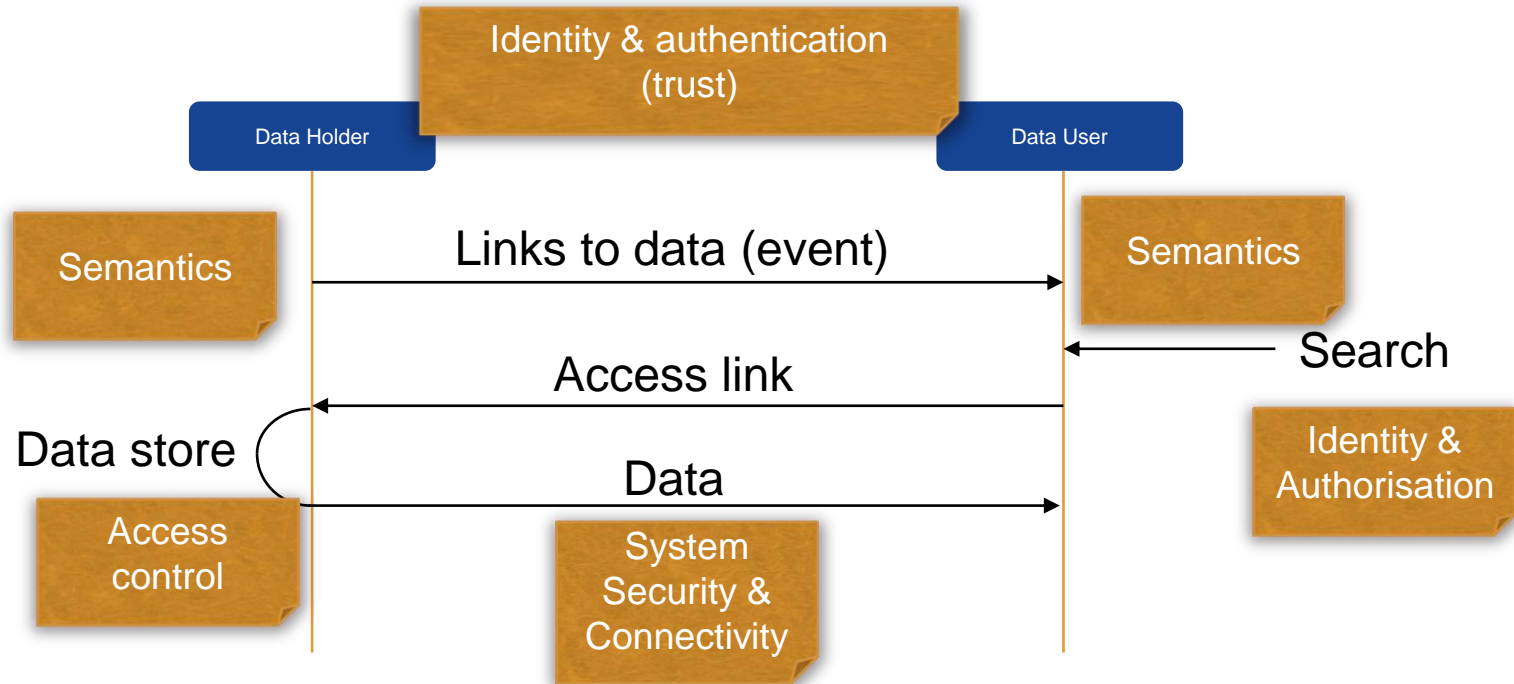 Identity & authentication
(trust)
Data Holder
Data User
Semantics
Links to data (event)
Semantics
Search
Access link
Data store
Data
Identity &
Authorisation
Access
control
System
Security &
Connectivity